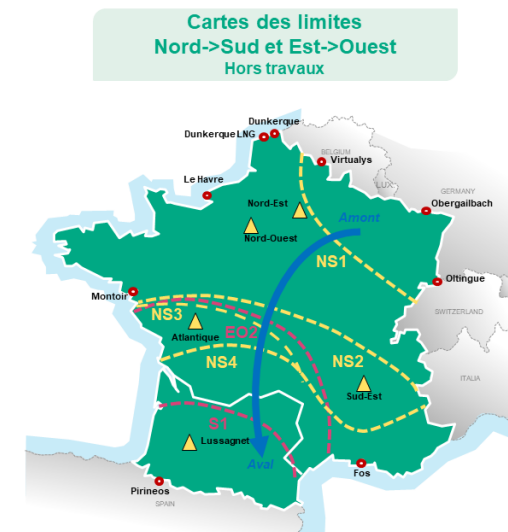 Cartes des limites
Nord->Sud et Est->Ouest
Hors travaux
Dunkerque
Dunkerque LNG
BELGIUM
Virtualys
LUX.
Le Havre
GERMANY
Nord-Est
Obergailbach
Amont
Nord-Ouest
NS1
Oltingue
Montoir
NS3
SWITZERLAND
EO2
Atlantique
NS4
NS2
ITALIA
Sud-Est
S1
Lussagnet
Aval
Fos
Pirineos
SPAIN